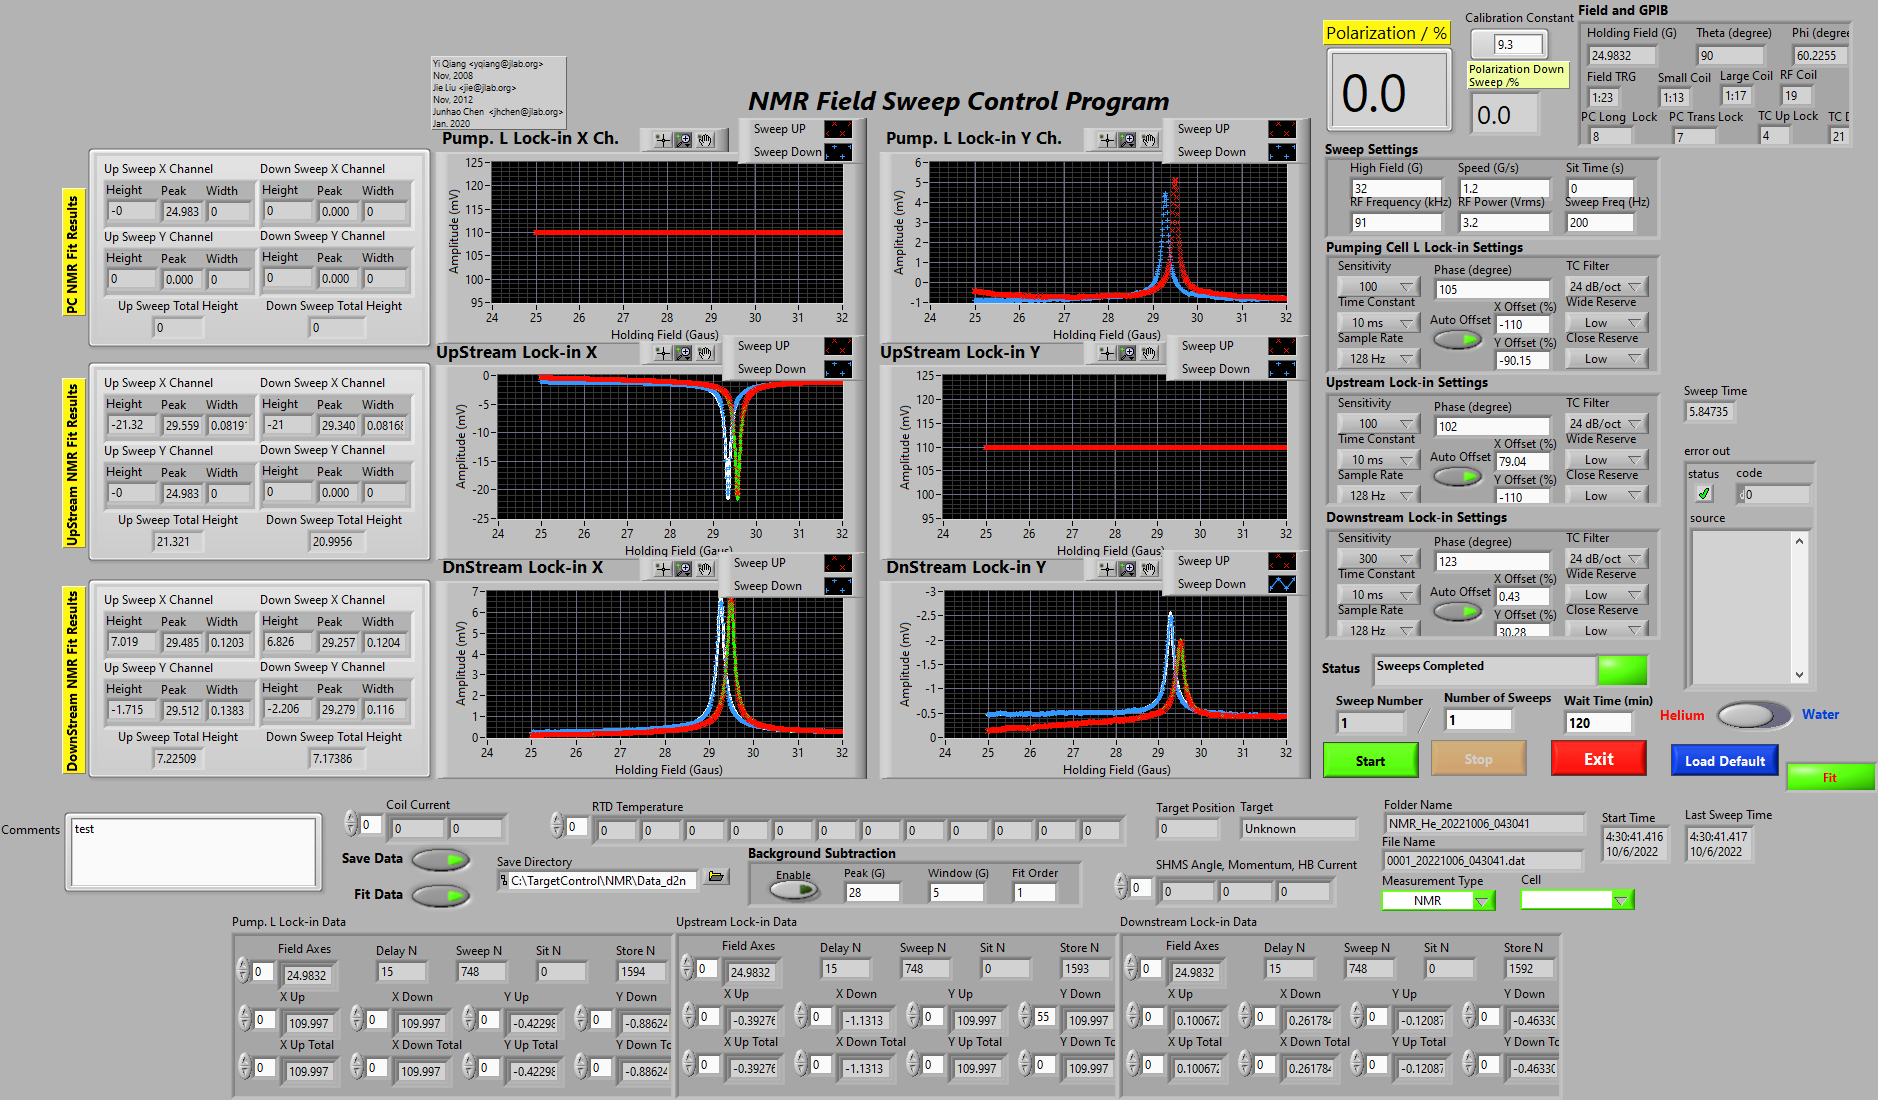 Yi Qiang <yqiang@jlab.org>
Nov, 2008
Jie Liu <jie@jlab.org>
Nov, 2012
Junhao Chen <jhchen@jlab.org>
Jan. 2020
NMR Field Sweep Control Program
Polarization / %
0.0
Calibration Constant
9.3
Polarization Down
Sweep /%
0.0
Field and GPIB
Holding Field (G) Theta (degree) Phi (degree
24.9832 90 60.2255
Field TRG Small Coil Large Coil RF Coil
1:23 1:13 1:17 19
PC Long Lock PC Trans Lock TC Up Lock TC D
8 7 4 21
PC NMR Fit Results
Up Sweep X Channel Down Sweep X Channel
Height Peak Width Height Peak Width
-0 24.983 0 0 0.000 0
Up Sweep Y Channel Down Sweep Y Channel
Height Peak Width Height Peak Width
0 0.000 0 0 0.000 0
Up Sweep Total Height Down Sweep Total Height
0 0
UpStream NMR Fit Results
Up Sweep X Channel Down Sweep X Channel
Height Peak Width Height Peak Width
-21.32 29.559 0.0819 -21 29.340 0.0816
Up Sweep Y Channel Down Sweep Y Channel
Height Peak Width Height Peak Width
-0 24.983 0 0 0.000 0
Up Sweep Total Height Down Sweep Total Height
21.321 20.9956
DownStream NMR Fit Results
Up Sweep X Channel Down Sweep X Channel
Height Peak Width Height Peak Width
7.019 29.485 0.1203 6.826 29.257 0.1204
Up Sweep Y Channel Down Sweep Y Channel
Height Peak Width Height Peak Width
-1.715 29.512 0.1383 -2.206 29.279 0.116
Up Sweep Total Height Down Sweep Total Height
7.22509 7.17386
Pump. L Lock-in X Ch.
Sweep UP
Sweep Down
Amplitude (mV)
125
120
115
110
105
100
95
24 25 26 27 28 29 30 31 32
Holding Field (Gaus)
Pump. L Lock-in Y Ch.
Sweep UP
Sweep Down
Amplitude (mV)
6
5
4
3
2
1
0
-1
24 25 26 27 28 29 30 31 32
Holding Field (Gaus)
UpStream Lock-in X
Sweep UP
Sweep Down
Amplitude (mV)
0
-5
-10
-15
-20
-25
24 25 26 27 28 29 30 31 32
Holding Field (Gaus)
UpStream Lock-in Y
Sweep UP
Sweep Down
Amplitude (mV)
125
120
115
110
105
100
95
24 25 26 27 28 29 30 31 32
Holding Field (Gaus)
DnStream Lock-in X
Sweep UP
Sweep Down
Amplitude (mV)
7
6
5
4
3
2
1
0
24 25 26 27 28 29 30 31 32
Holding Field (Gaus)
DnStream Lock-in Y
Sweep UP
Sweep Down
Amplitude (mV)
-3
-2.5
-2
-1.5
-1
-0.5
0
24 25 26 27 28 29 30 31 32
Holding Field (Gaus)
Sweep Settings
High Field (G) Speed (G/s) Sit Time (s)
32 1.2 0
RF Frequency (kHz) RF Power (Vrms) Sweep Freq (Hz)
91 3.2 200
Pumping Cell L Lock-in Settings
Sensitivity Phase (degree) TC Filter
100 105 24 dB/oct
Time Constant X Offset (%) Wide Reserve
10 ms Auto Offset -110 Low
Sample Rate Y Offset (%) Close Reserve
128 Hz -90.15 Low
Upstream Lock-in Settings
Sensitivity Phase (degree) TC Filter
100 102 24 dB/oct
Time Constant X Offset (%) Wide Reserve
10 ms Auto Offset 79.04 Low
Sample Rate Y Offset (%) Close Reserve
128 Hz -110 Low
Downstream Lock-in Settings
Sensitivity Phase (degree) TC Filter
300 123 24 dB/oct
Time Constant X Offset (%) Wide Reserve
10 ms Auto Offset 0.43 Low
Sample Rate Y Offset (%) Close Reserve
128 Hz 30.28 Low
Sweep Time
5.84735
error out
status code
0
source
Status Sweeps Completed
Sweep Number Number of Sweeps Wait Time (min)
1 / 1 120
Helium Water
Start Stop Exit Load Default Fit
Comments test
Coil Current
0 0 0
Save Data
Fit Data
RTD Temperature
0 0 0 0 0 0 0 0 0 0 0 0 0
Save Directory
C:\TargetControl\NMR\Data_d2n
Background Subtraction
Enable Peak (G) Window (G) Fit Order
28 5 1
Target Position Target
0 Unknown
SHMS Angle, Momentum, HB Current
0 0 0 0
Folder Name
NMR_He_20221006_043041
File Name
0001_20221006_043041.dat
Measurement Type Cell
NMR
Start Time Last Sweep Time
4:30:41.416 4:30:41.417
10/6/2022 10/6/2022
Pump. L Lock-in Data
Field Axes Delay N Sweep N Sit N Store N
0 24.9832 15 748 0 1594
X Up X Down Y Up Y Down
0 109.997 0 109.997 0 -0.4229 0 -0.8862
X Up Total X Down Total Y Up Total Y Down To
0 109.997 0 109.997 0 -0.4229 0 -0.8862
Upstream Lock-in Data
Field Axes Delay N Sweep N Sit N Store N
0 24.9832 15 748 0 1593
X Up X Down Y Up Y Down
0 -0.39276 0 -1.1313 0 109.997 55 109.997
X Up Total X Down Total Y Up Total Y Down To
0 -0.39276 0 -1.1313 0 109.997 0 109.997
Downstream Lock-in Data
Field Axes Delay N Sweep N Sit N Store N
0 24.9832 15 748 0 1592
X Up X Down Y Up Y Down
0 0.100672 0 0.261784 0 -0.12087 0 -0.4633
X Up Total X Down Total Y Up Total Y Down To
0 0.100672 0 0.261784 0 -0.12087 0 -0.4633